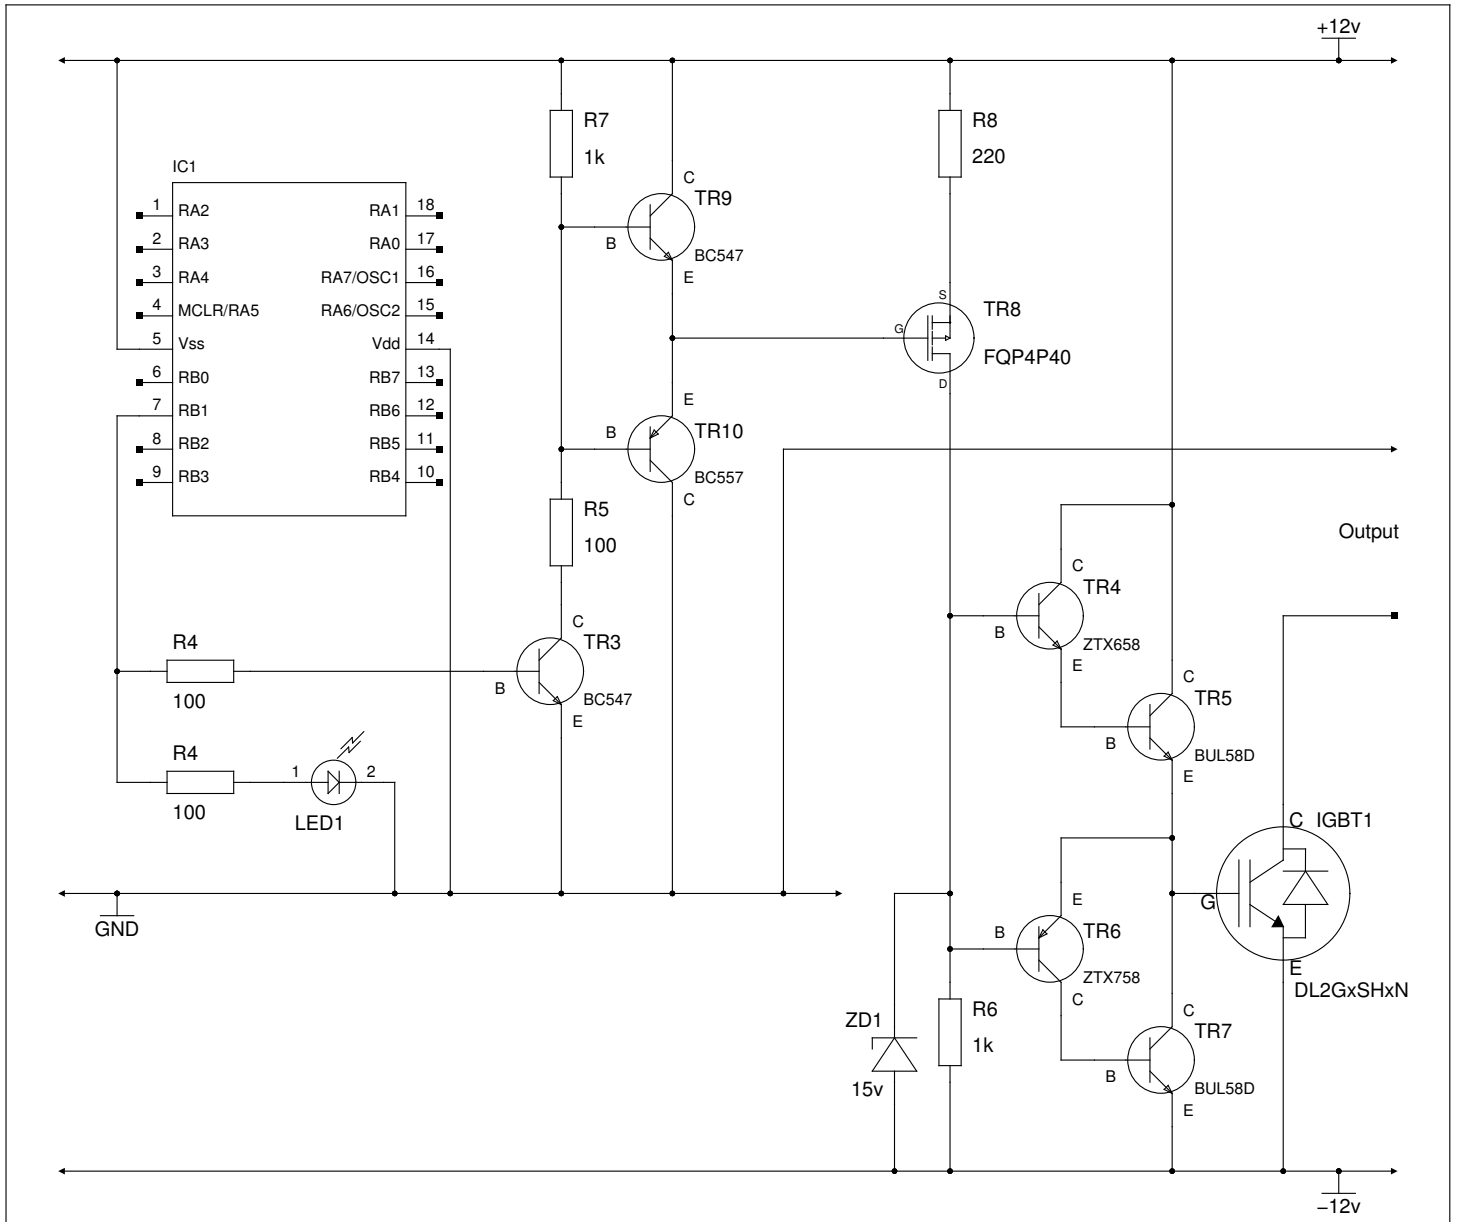 +12v
R7
1k
R8
220
IC1
1 RA2 RA1 18
2 RA3 RA0 17
3 RA4 RA7/OSC1 16
4 MCLR/RA5 RA6/OSC2 15
5 Vss Vdd 14
6 RB0 RB7 13
7 RB1 RB6 12
8 RB2 RB5 11
9 RB3 RB4 10
C
TR9
B
BC547
E
S
TR8
G
FQP4P40
D
E
B
TR10
BC557
C
R5
100
Output
C
TR4
B
ZTX658
E
R4
100
C
TR3
B
BC547
E
C
TR5
B
BUL58D
E
R4
100
1 2
LED1
C IGBT1
G
E
DL2GxSHxN
GND
E
B
TR6
ZTX758
C
ZD1
15v
R6
1k
C
TR7
B
BUL58D
E
−12v